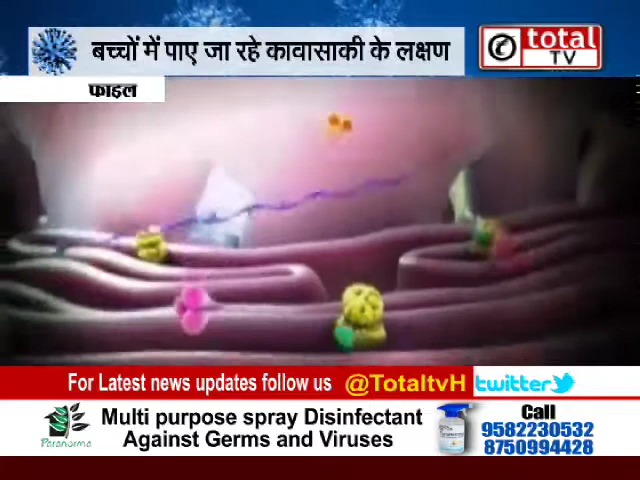 बच्चों में पाए जा रहे कावासाकी के लक्षण
total
TV
फाइल
For Latest news updates follow us @TotaltvH twitter
Paranorma
Multi purpose spray Disinfectant
Against Germs and Viruses
Call
9582230532
8750994428